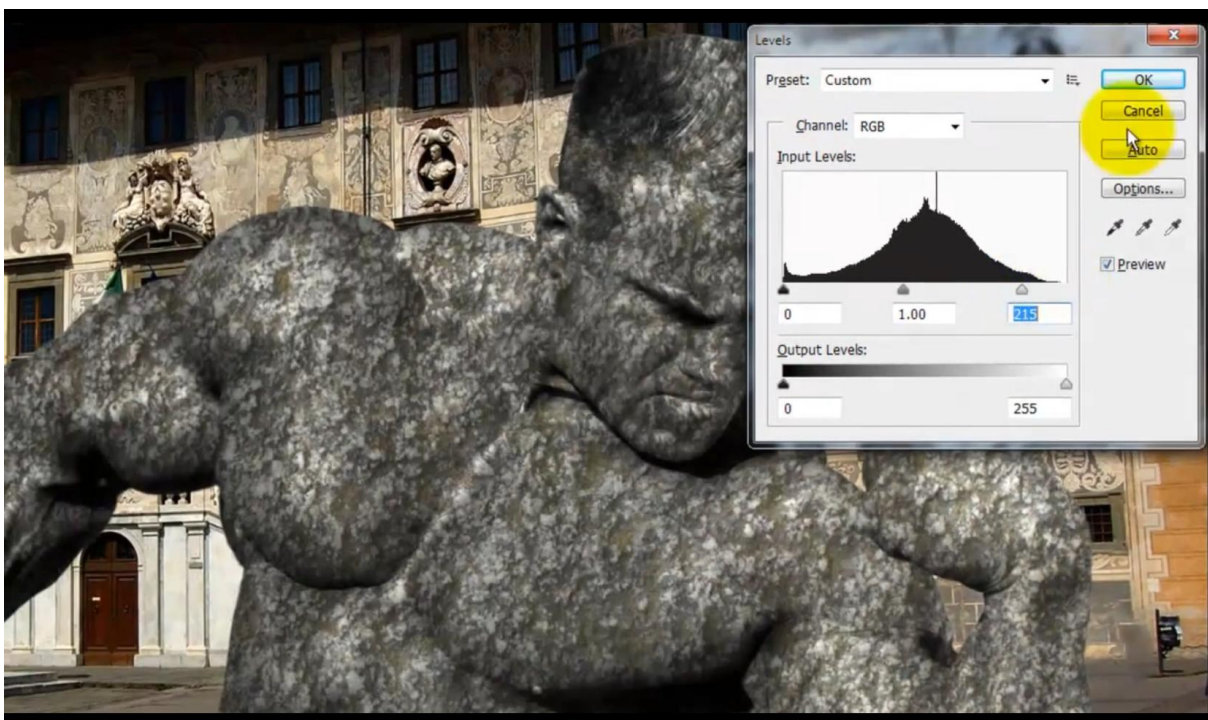 Levels
Preset: Custom
OK
Cancel
Channel: RGB
Auto
Input Levels:
Options...
Preview
0 1.00 215
Output Levels:
0 255